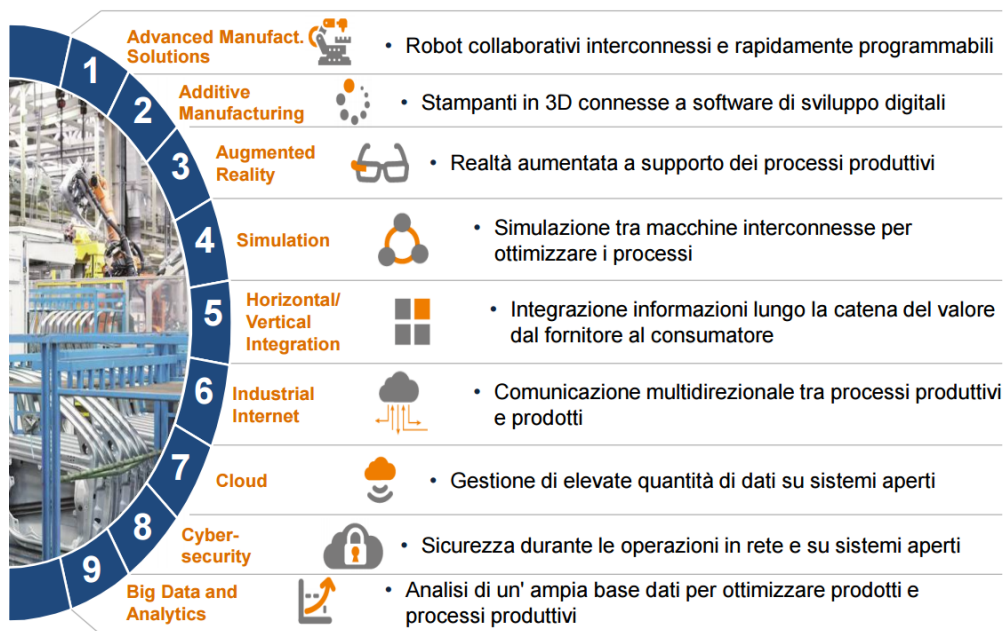 1
Advanced Manufact.
Solutions
• Robot collaborativi interconnessi e rapidamente programmabili
2
Additive
Manufacturing
• Stampanti in 3D connesse a software di sviluppo digitali
3
Augmented
Reality
• Realtà aumentata a supporto dei processi produttivi
4
Simulation
• Simulazione tra macchine interconnesse per
ottimizzare i processi
5
Horizontal/
Vertical
Integration
• Integrazione informazioni lungo la catena del valore
dal fornitore al consumatore
6
Industrial
Internet
• Comunicazione multidirezionale tra processi produttivi
e prodotti
7
Cloud
• Gestione di elevate quantità di dati su sistemi aperti
8
Cyber-
security
• Sicurezza durante le operazioni in rete e su sistemi aperti
9
Big Data and
Analytics
• Analisi di un' ampia base dati per ottimizzare prodotti e
processi produttivi